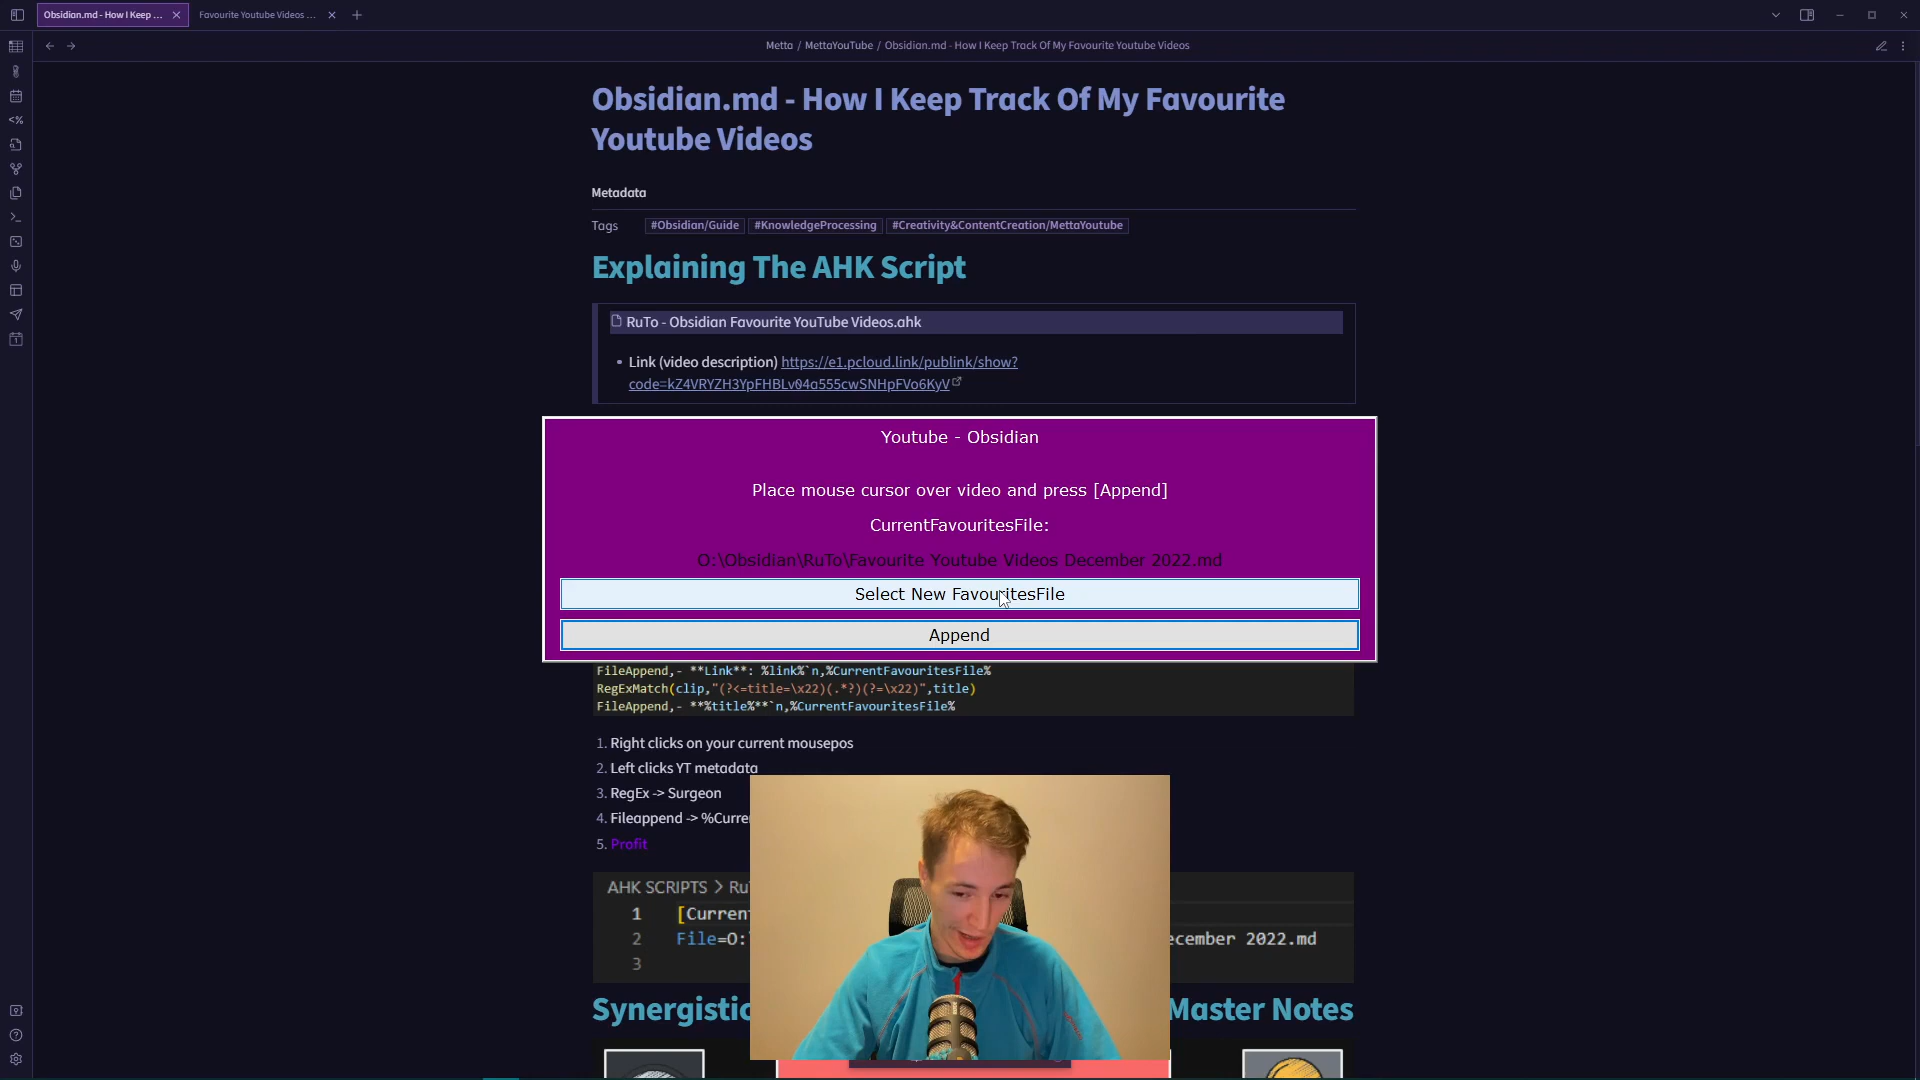 Obsidian.md - How I Keep ...
Favourite Youtube Videos ...
Metta / MettaYouTube / Obsidian.md - How I Keep Track Of My Favourite Youtube Videos
Obsidian.md - How I Keep Track Of My Favourite
Youtube Videos
Metadata
Tags #Obsidian/Guide #KnowledgeProcessing #Creativity&ContentCreation/MettaYoutube
Explaining The AHK Script
RuTo - Obsidian Favourite YouTube Videos.ahk
• Link (video description) https://e1.pcloud.link/publink/show?
code=kZ4VRYZH3YpFHBLv04a555cwSNHpFVo6KyV
Youtube - Obsidian
Place mouse cursor over video and press [Append]
CurrentFavouritesFile:
O:\Obsidian\RuTo\Favourite Youtube Videos December 2022.md
Select New FavouritesFile
Append
FileAppend,- **Link**: %link%`n,%CurrentFavouritesFile%
RegExMatch(clip,"(?<=title=\x22)(.*?)(?=\x22)",title)
FileAppend,- **%title%**`n,%CurrentFavouritesFile%
1. Right clicks on your current mousepos
2. Left clicks YT metadata
3. RegEx -> Surgeon
4. Fileappend -> %Curre
5. Profit
AHK SCRIPTS > Ru
1 [Curren
2 File=O:\ ecember 2022.md
3
Synergistic Master Notes